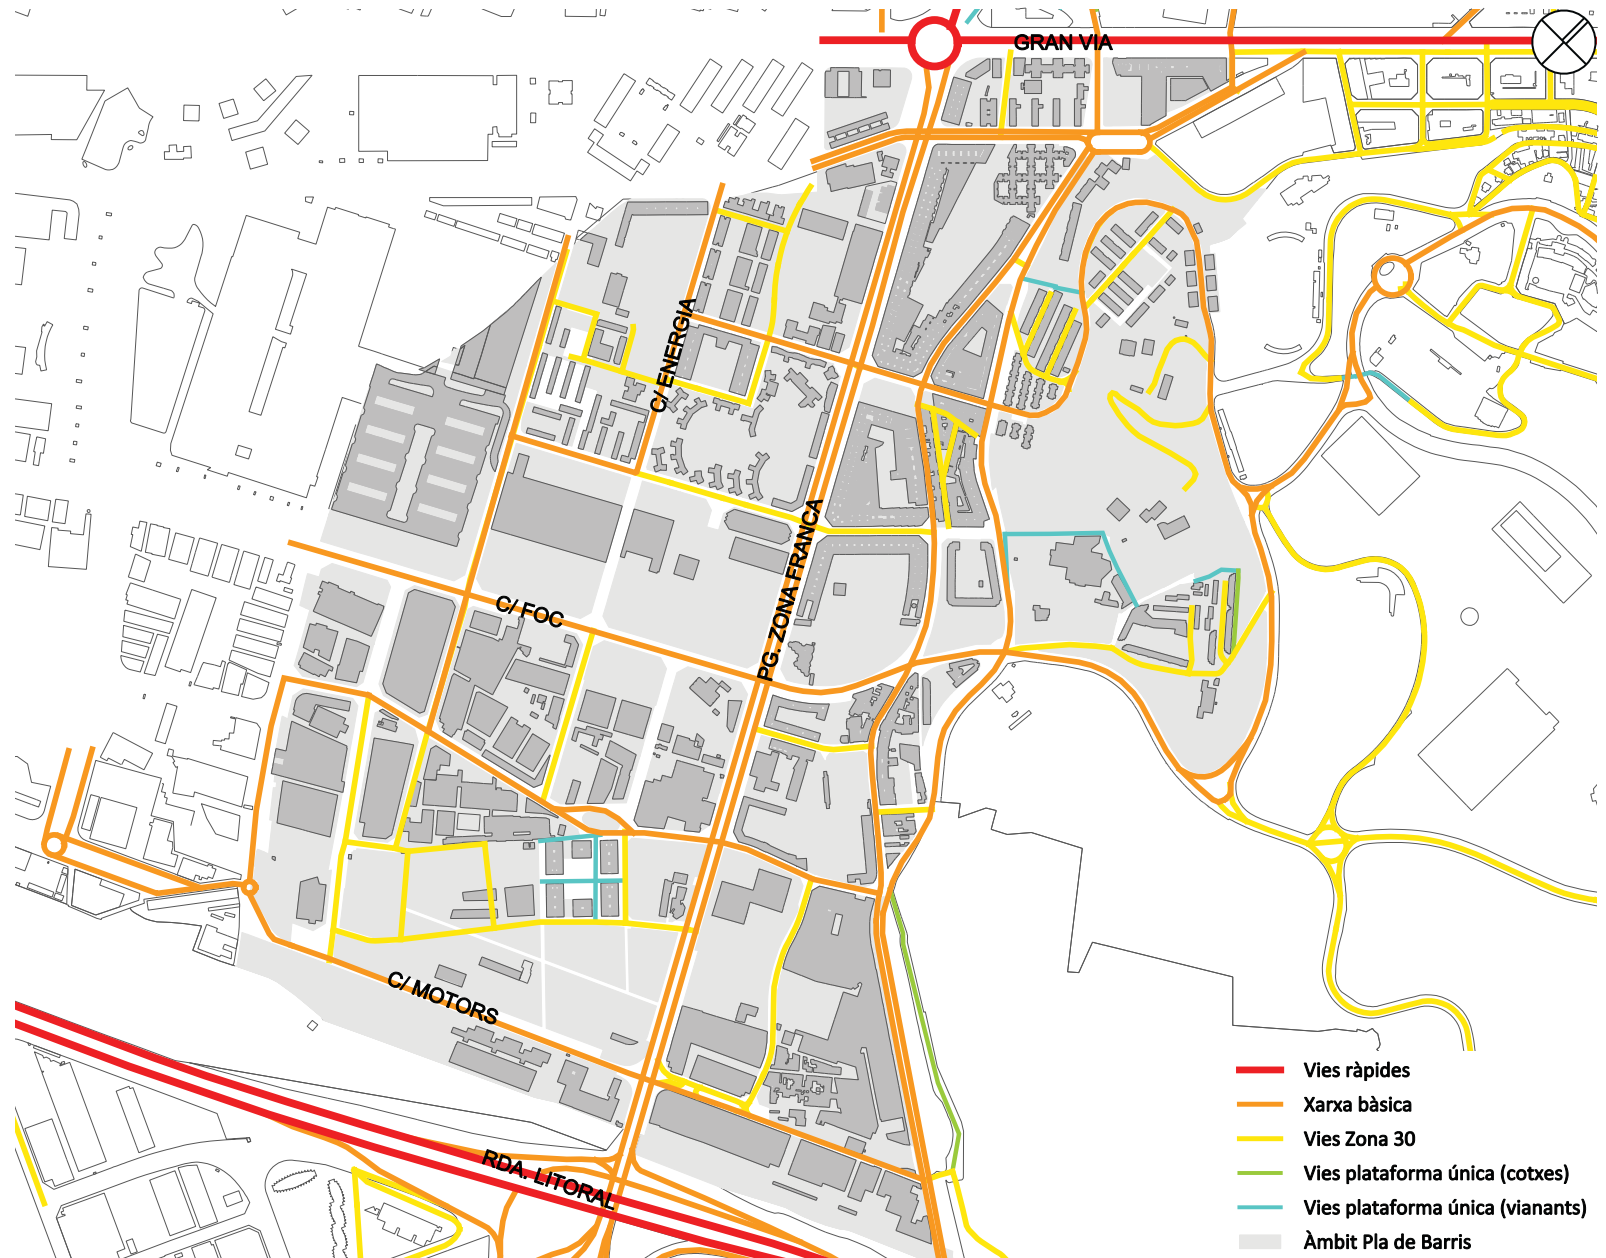 GRAN VIA
C/ ENERGIA
PG. ZONA FRANCA
C/ FOC
C/ MOTORS
RDA. LITORAL
Vies ràpides
Xarxa bàsica
Vies Zona 30
Vies plataforma única (cotxes)
Vies plataforma única (vianants)
Àmbit Pla de Barris